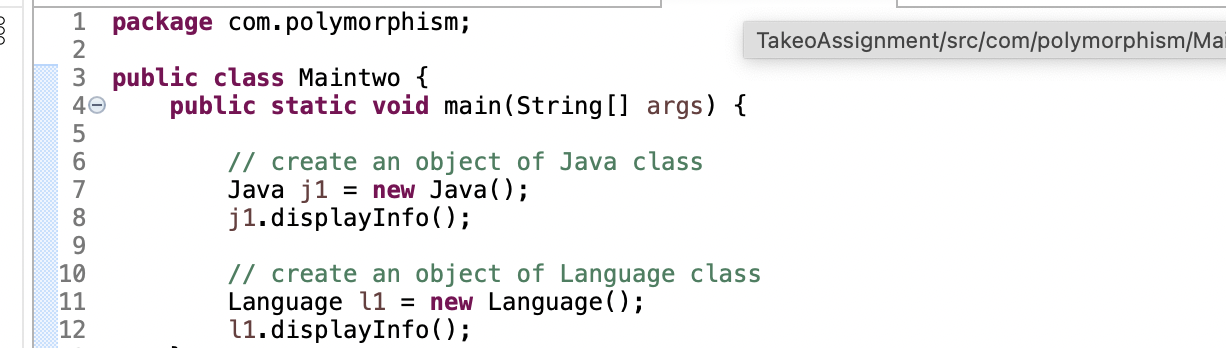 1 package com.polymorphism;
TakeoAssignment/src/com/polymorphism/Mai
2
3 public class Maintwo {
4 public static void main(String[] args) {
5
6 // create an object of Java class
7 Java j1 = new Java();
8 j1.displayInfo();
9
10 // create an object of Language class
11 Language l1 = new Language();
12 l1.displayInfo();